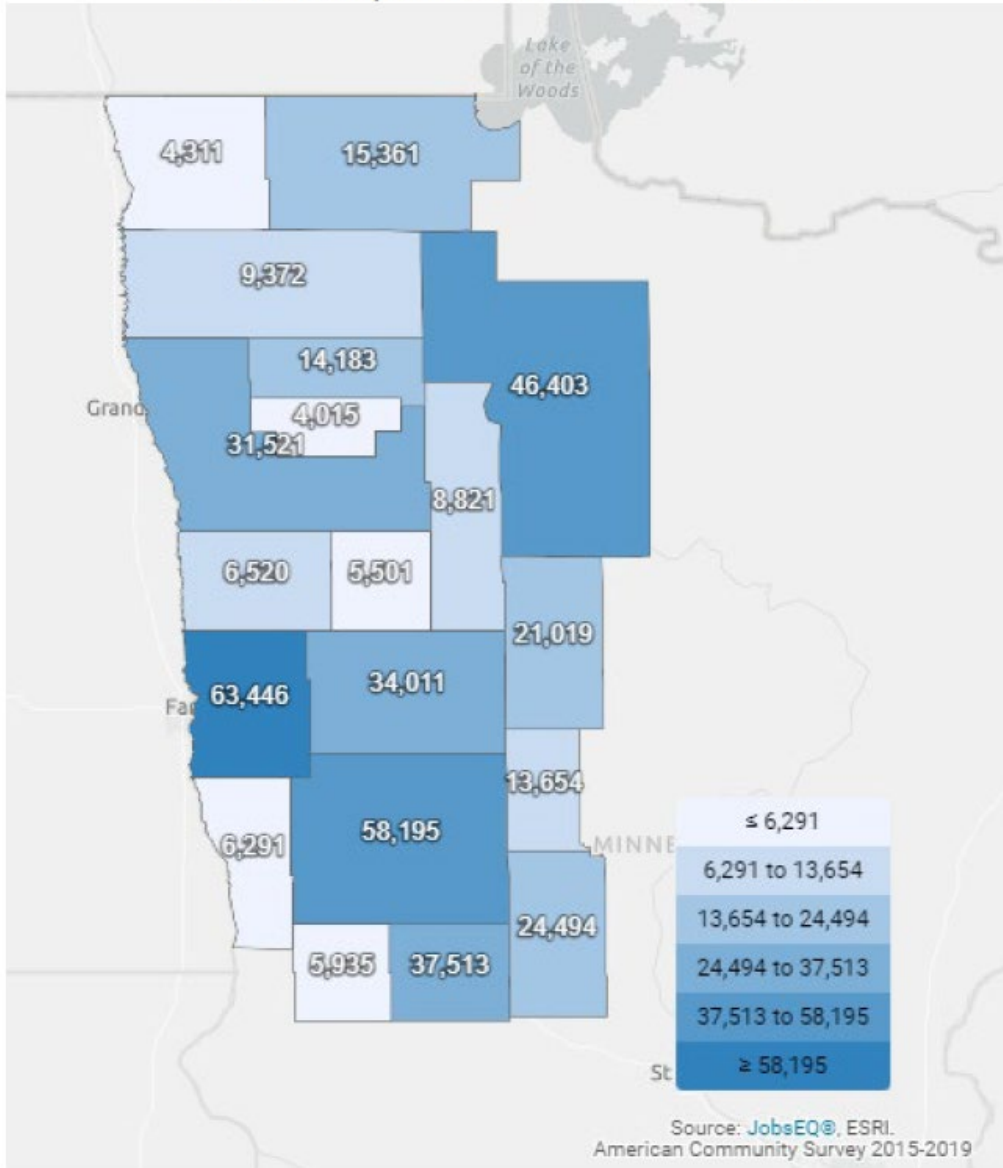 Lake
of the
Woods
4,311
15,361
9,372
14,183
46,403
Grand
4,015
31,521
8,821
6,520
5,501
21,019
34,011
63,446
Far
13,654
58,195
6,291
MINNE
24,494
5,935
37,513
St
≤ 6,291
6,291 to 13,654
13,654 to 24,494
24,494 to 37,513
37,513 to 58,195
≥ 58,195
Source: JobsEQ®, ESRI.
American Community Survey 2015-2019